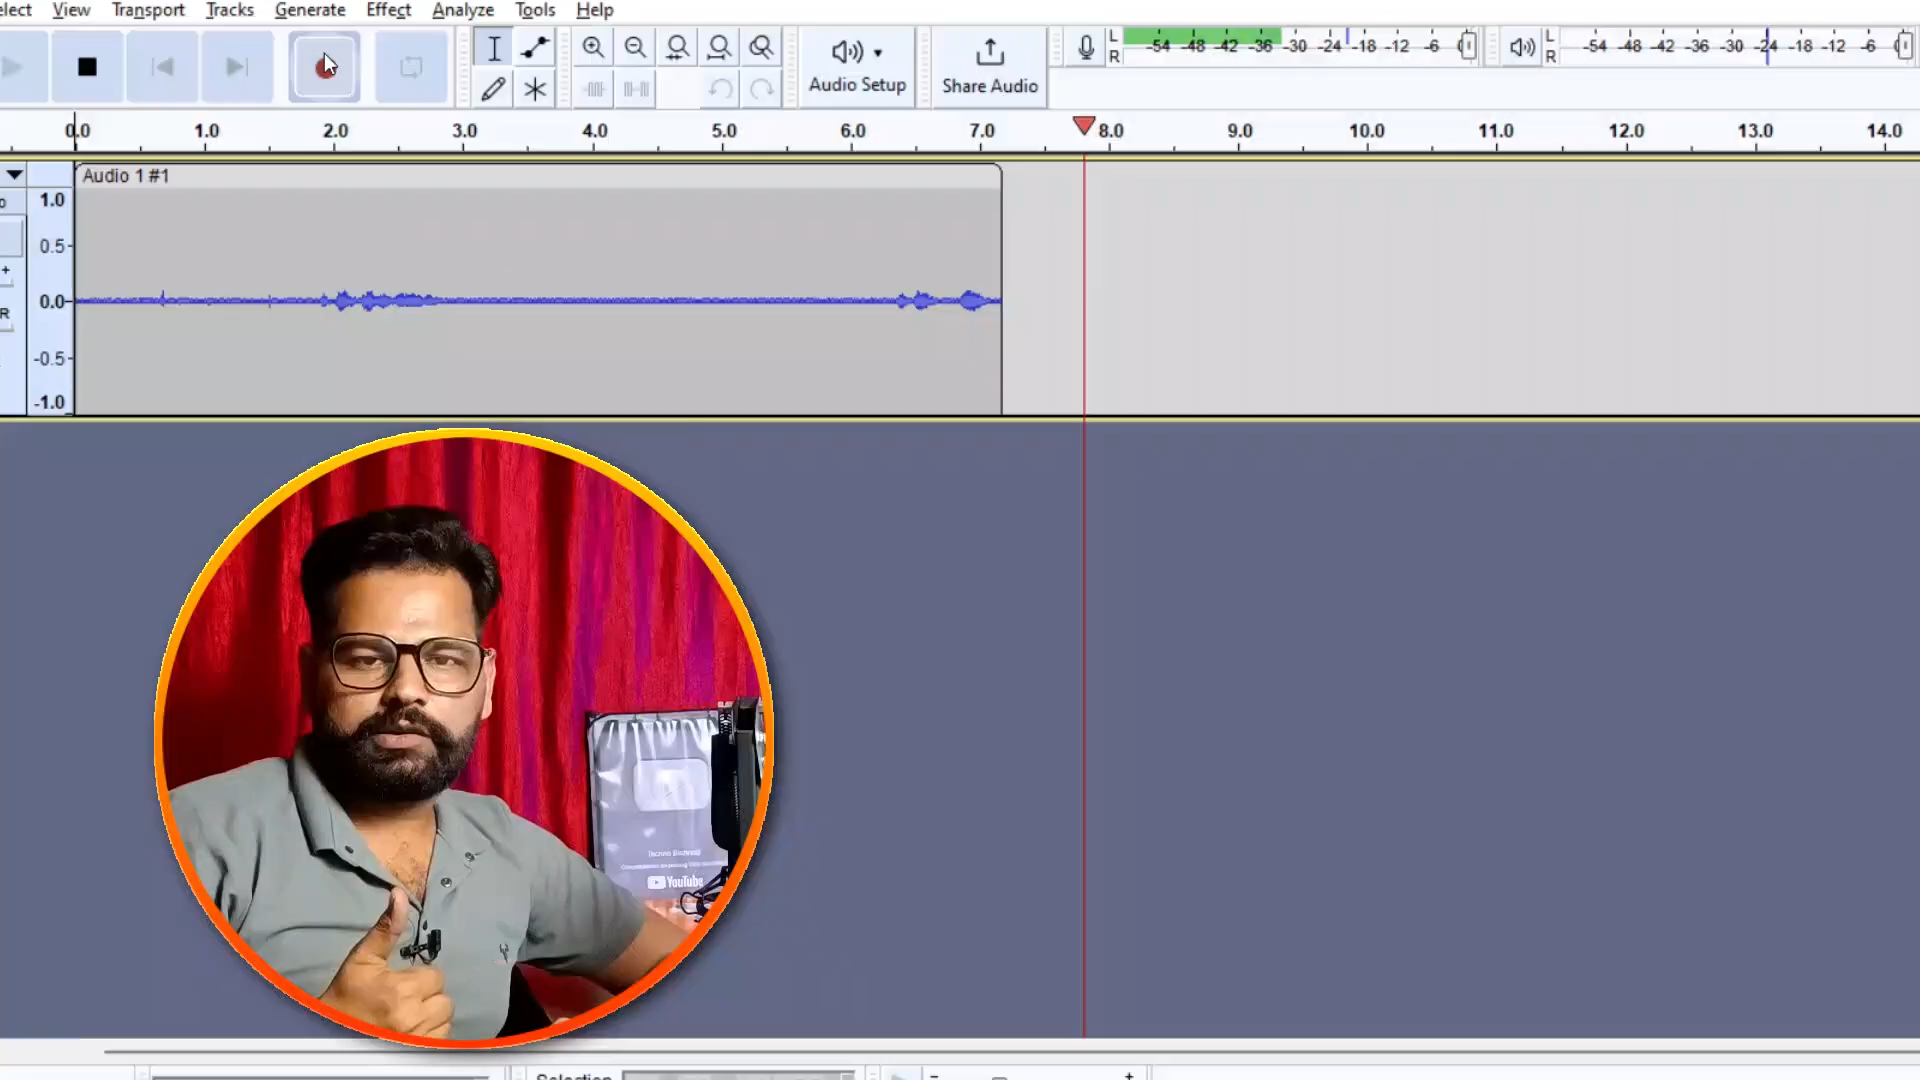 elect View Transport Tracks Generate Effect Analyze Tools Help
L R -54 -48 -42 -36 -30 -24 -18 -12 -6
L R -54 -48 -42 -36 -30 -24 -18 -12 -6
Audio Setup
Share Audio
0.0 1.0 2.0 3.0 4.0 5.0 6.0 7.0 8.0 9.0 10.0 11.0 12.0 13.0 14.0
Audio 1 #1
o
+
R
1.0
0.5
0.0
-0.5
-1.0
YouTube
Selection